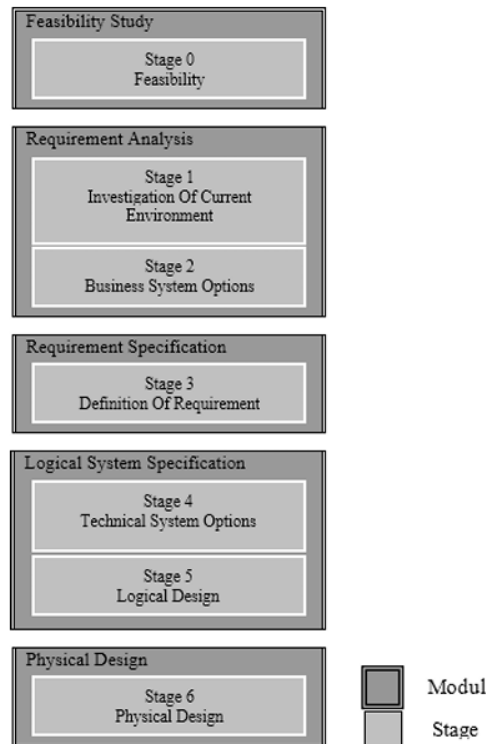 Feasibility Study
Stage 0
Feasibility
Requirement Analysis
Stage 1
Investigation Of Current
Environment
Stage 2
Business System Options
Requirement Specification
Stage 3
Definition Of Requirement
Logical System Specification
Stage 4
Technical System Options
Stage 5
Logical Design
Physical Design
Stage 6
Physical Design
Modul
Stage